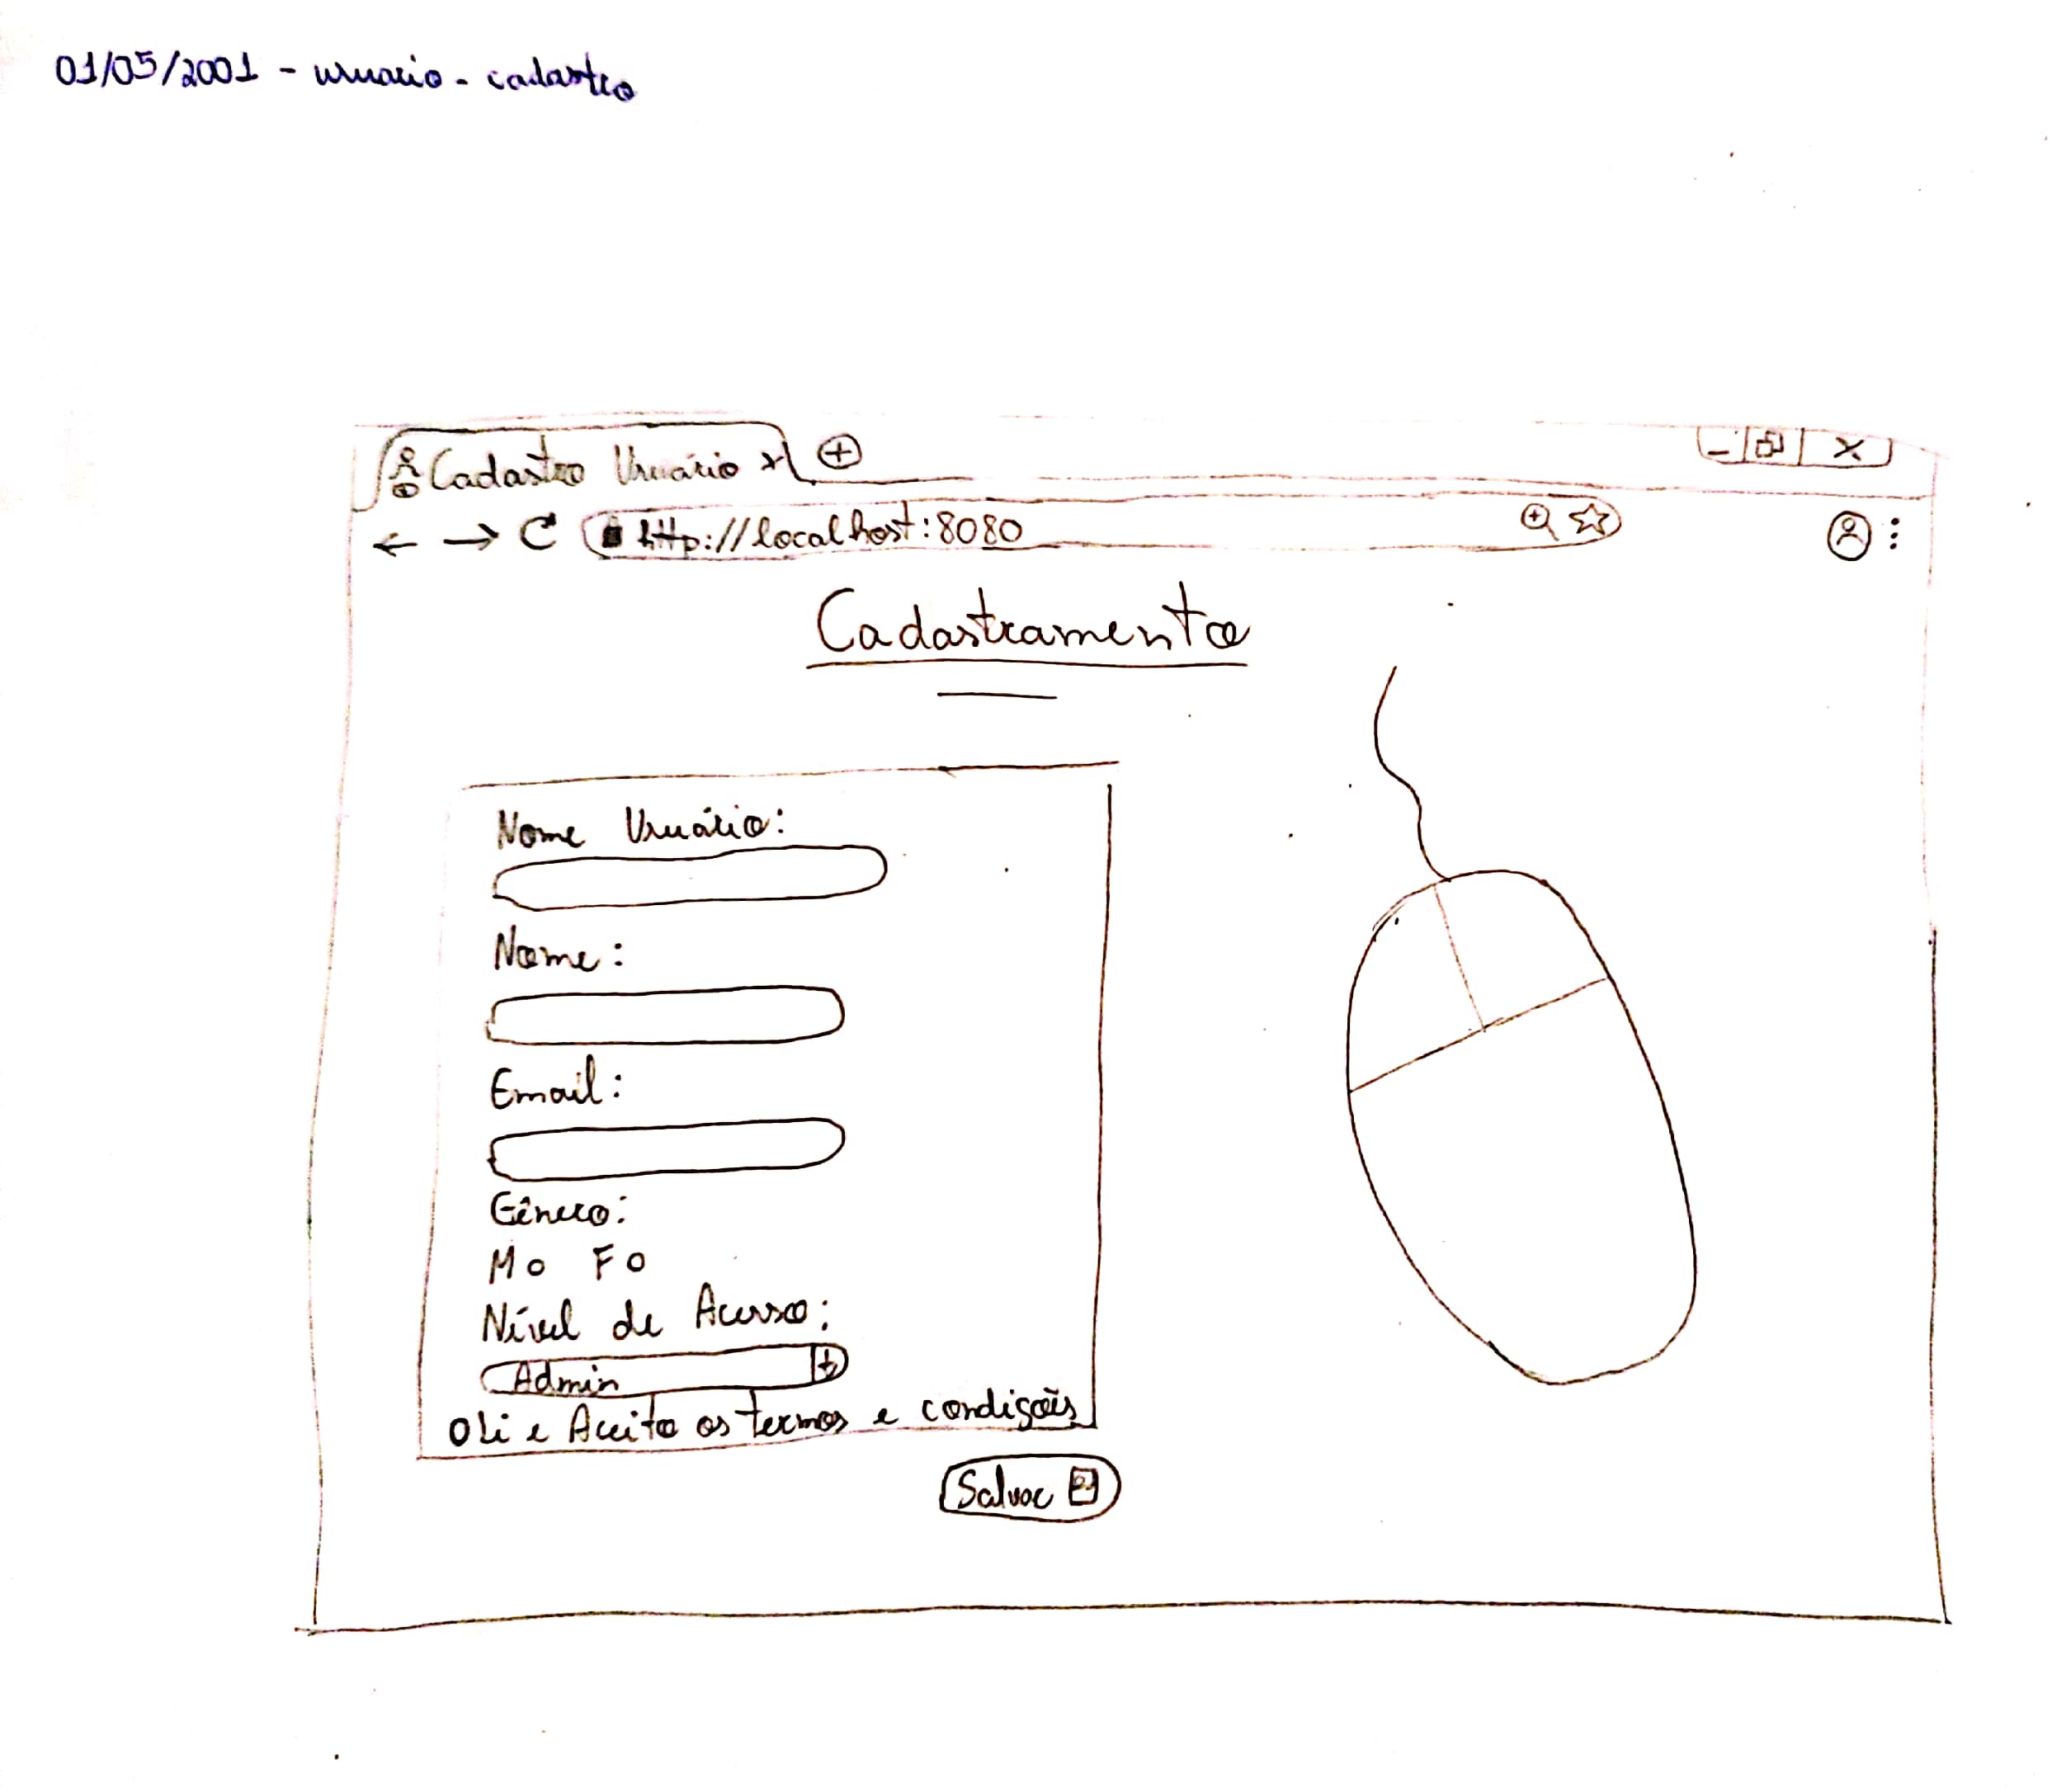 01/05/2001 - usuario - cadastro
Cadastro Usuário x
http://localhost:8080
Cadastramento
Nome Usuário:
Nome:
Email:
Gênero:
M o F o
Nível de Acesso:
Admin
O li e Aceito os termos e condições
Salvar